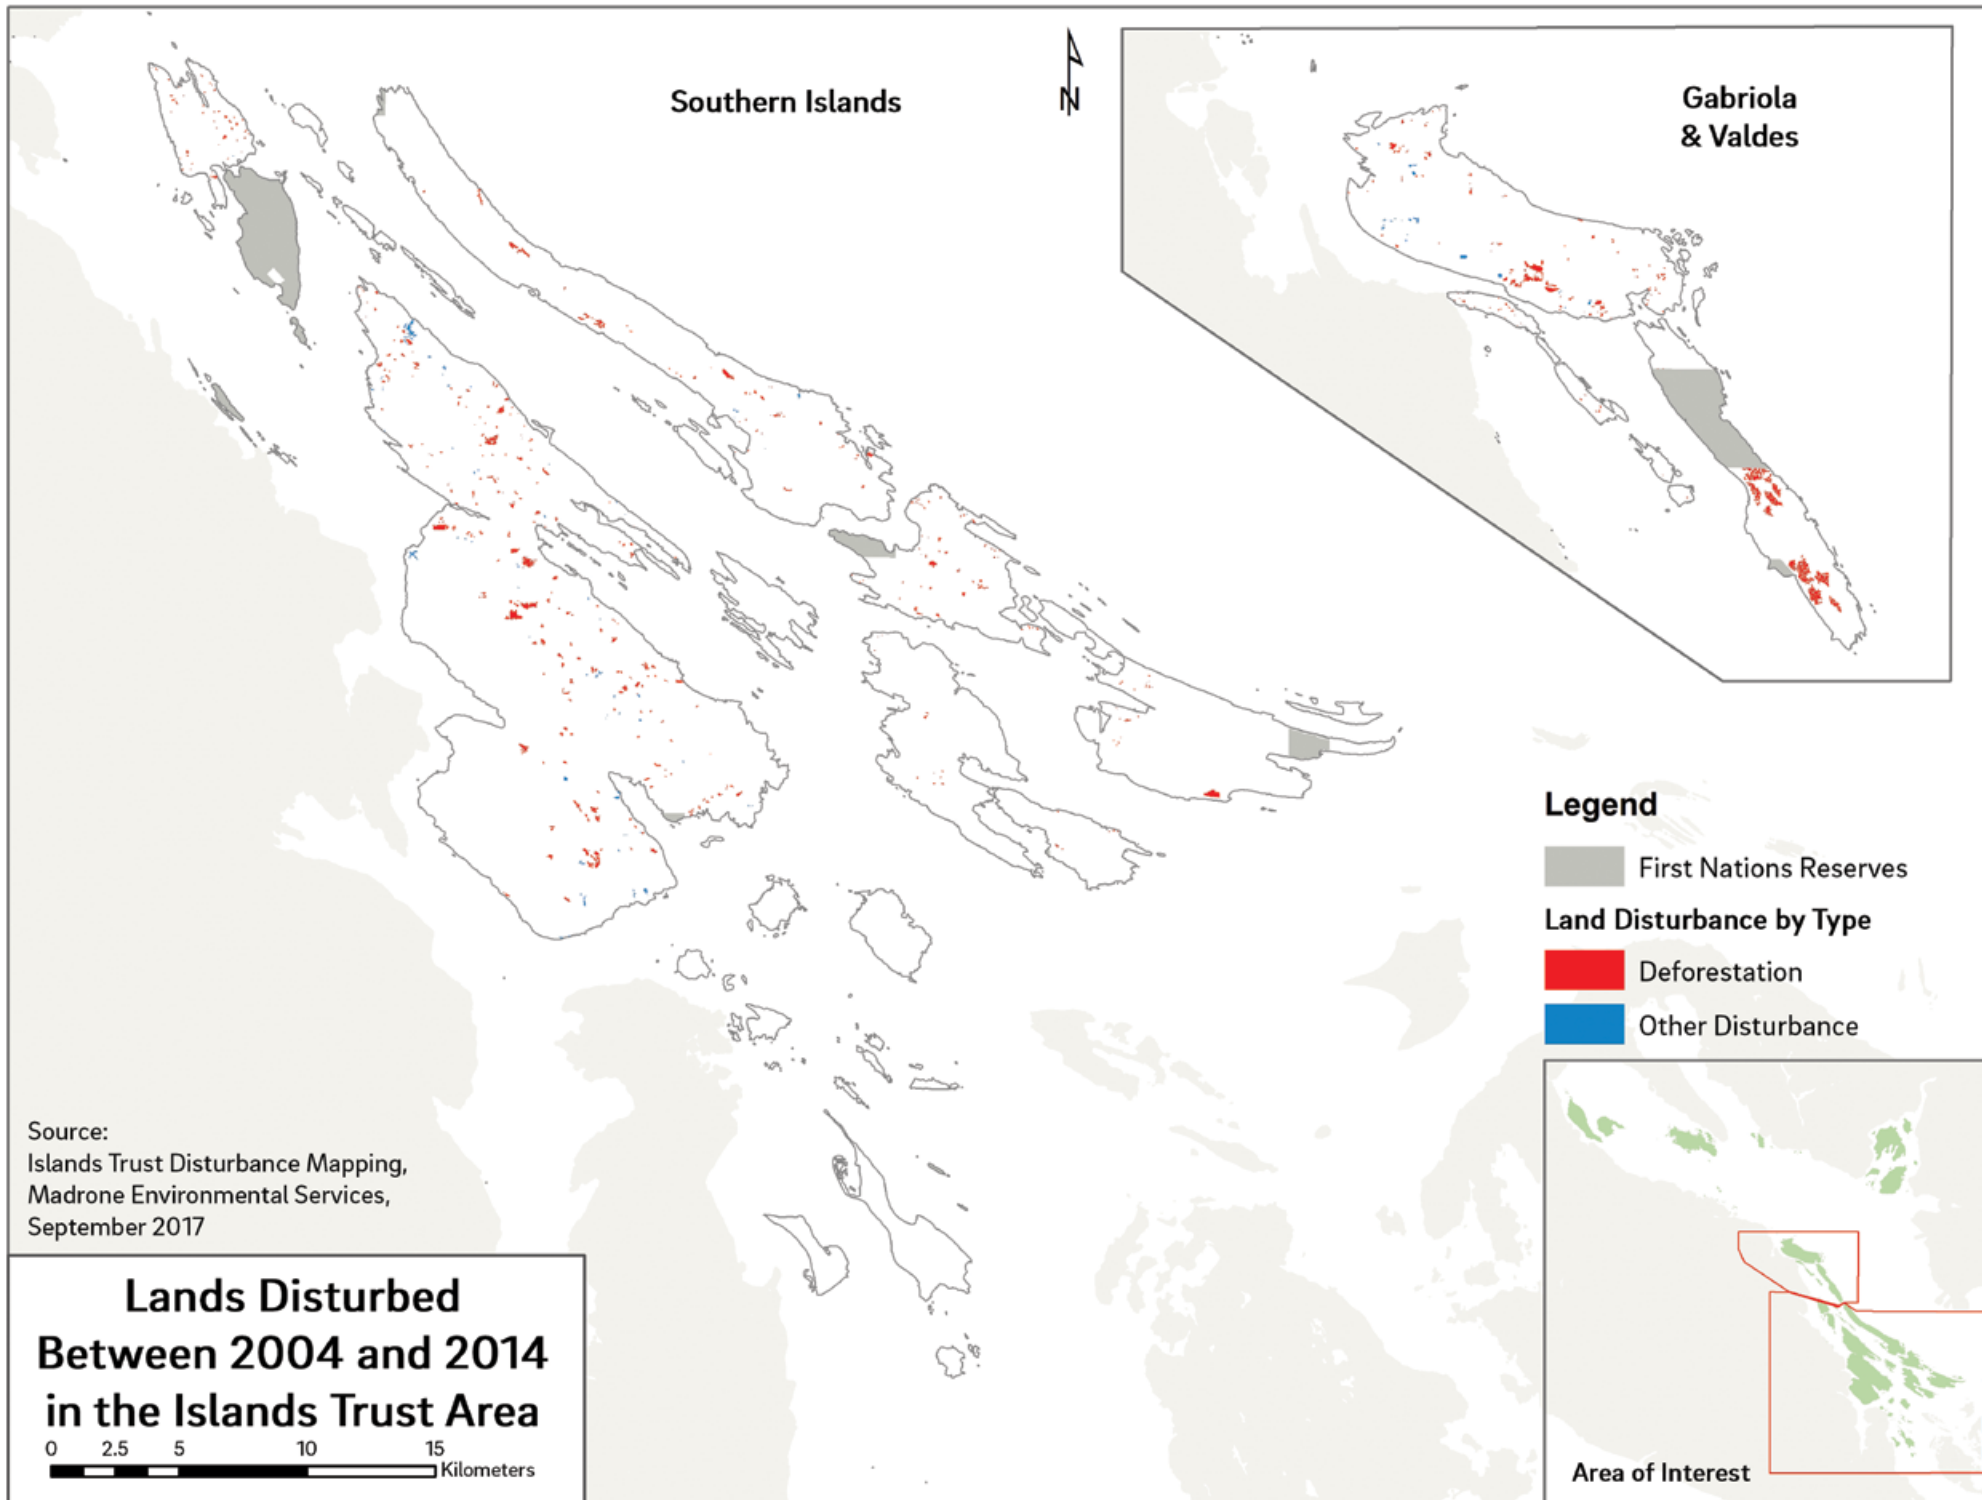 Southern Islands
N
Gabriola
& Valdes
Legend
First Nations Reserves
Land Disturbance by Type
Deforestation
Other Disturbance
Source:
Islands Trust Disturbance Mapping,
Madrone Environmental Services,
September 2017
Lands Disturbed
Between 2004 and 2014
in the Islands Trust Area
0 2.5 5 10 15
Kilometers
Area of Interest